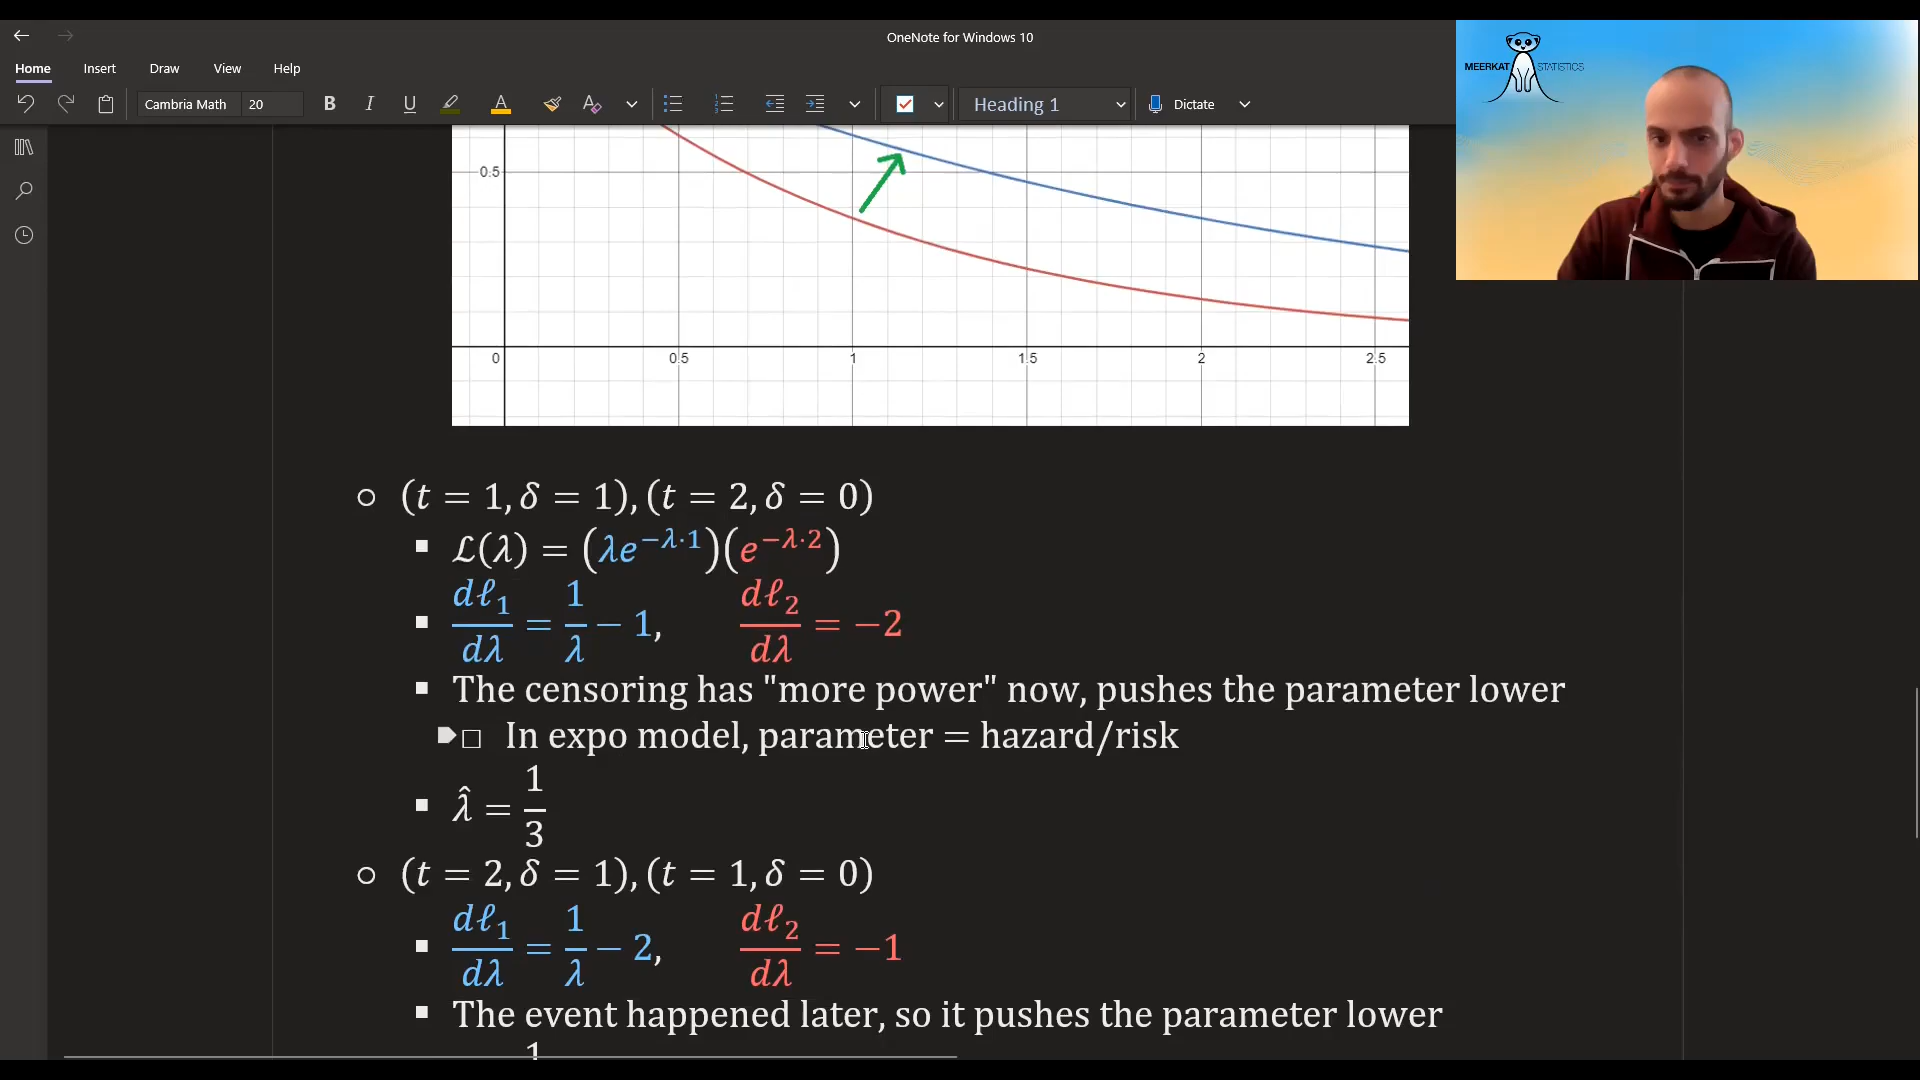 OneNote for Windows 10
Home Insert Draw View Help
Cambria Math 20 B I U A A Heading 1 Dictate
MEERKAT STATISTICS
0.5
0 0.5 1 1.5 2 2.5
(t = 1, δ = 1), (t = 2, δ = 0)
ℒ(λ) = (λe^{−λ·1})(e^{−λ·2})
dℓ₁/dλ = 1/λ − 1, dℓ₂/dλ = −2
The censoring has "more power" now, pushes the parameter lower
In expo model, parameter = hazard/risk
λ̂ = 1/3
(t = 2, δ = 1), (t = 1, δ = 0)
dℓ₁/dλ = 1/λ − 2, dℓ₂/dλ = −1
The event happened later, so it pushes the parameter lower
1